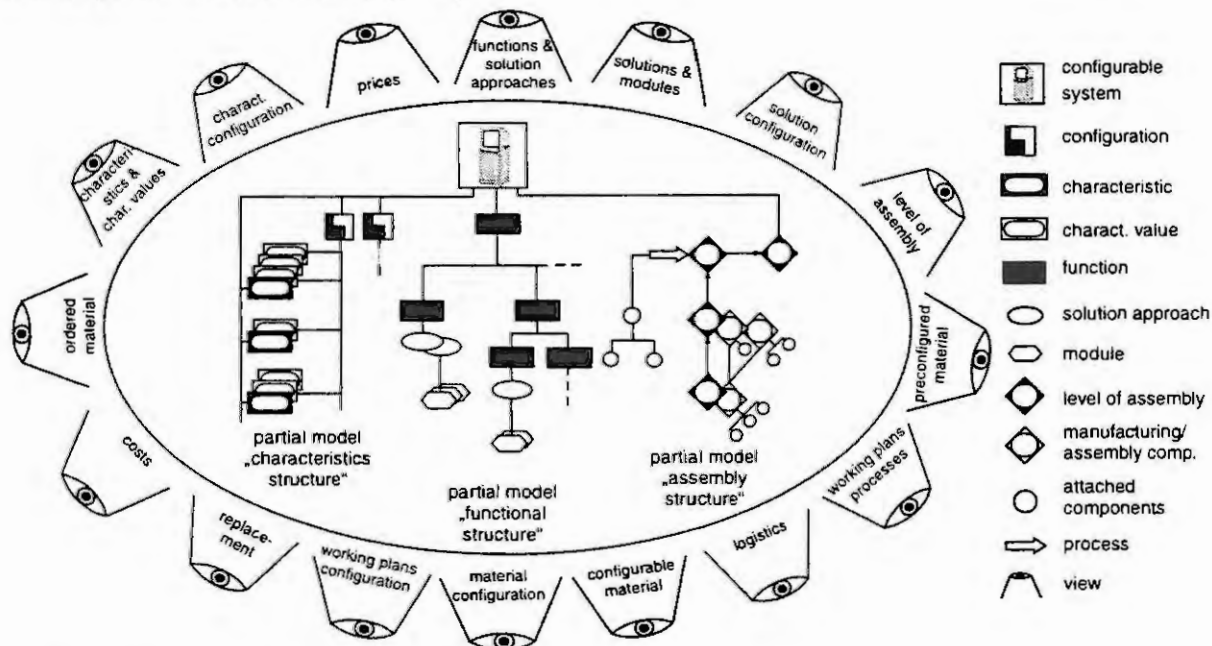 functions &
solution
approaches
prices
solutions &
modules
charact.
configuration
solution
configuration
characteri-
stics &
char. values
level of
assembly
ordered
material
preconfigured
material
costs
working plans
processes
replace-
ment
logistics
working plans
configuration
material
configuration
configurable
material
partial model
„characteristics
structure“
partial model
„functional
structure“
partial model
„assembly
structure“
configurable
system
configuration
characteristic
charact. value
function
solution approach
module
level of assembly
manufacturing/
assembly comp.
attached
components
process
view